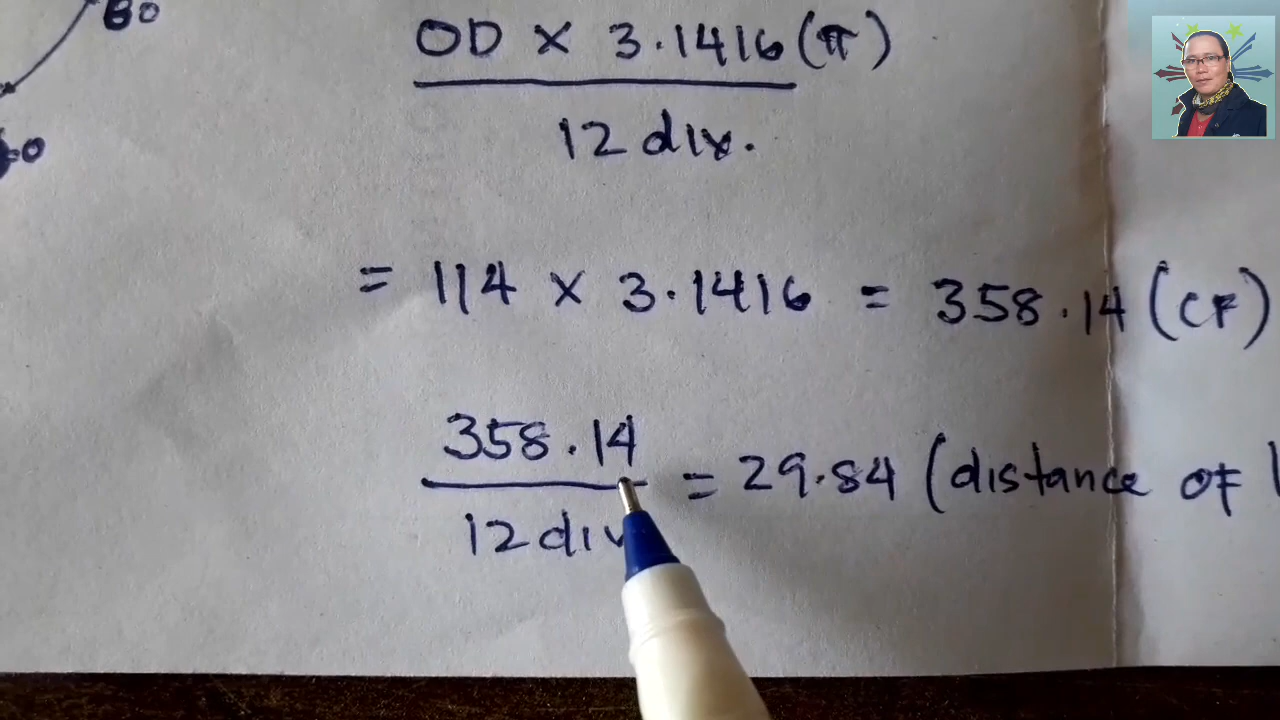 60
OD × 3.1416 (π)
12 div.
= 114 × 3.1416 = 358.14 (CF)
358.14
12 div = 29.84 (distance of